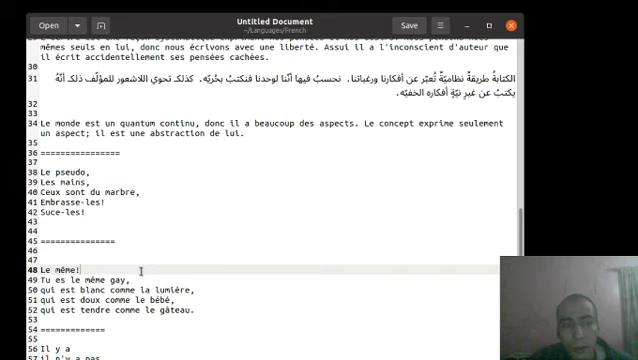 Open
Untitled Document
~/Languages/French
Save
mêmes seuls en lui, donc nous écrivons avec une liberté. Assui il a l'inconscient d'auteur que
il écrit accidentellement ses pensées cachées.
30
31 الكتابةُ طريقةٌ نظاميّةٌ تُعبّر عن أفكارنا ورغباتنا. نحسبُ فيها أنّنا لوحدنا فنكتبُ بحُريّه. كذلكَ تحوي اللاشعور للمؤلّف ذلكَ أنّهُ
يكتبُ عن غيرِ نيّةٍ أفكاره الخفيّه.
32
33
34 Le monde est un quantum continu, donc il a beaucoup des aspects. Le concept exprime seulement
un aspect; il est une abstraction de lui.
35
36 ================
37
38 Le pseudo,
39 Les mains,
40 Ceux sont du marbre,
41 Embrasse-les!
42 Suce-les!
43
44
45 ===============
46
47
48 Le même!
49 Tu es le même gay,
50 qui est blanc comme la lumière,
51 qui est doux comme le bébé,
52 qui est tendre comme le gâteau.
53
54 =============
55
56 Il y a
57 il n'y a pas